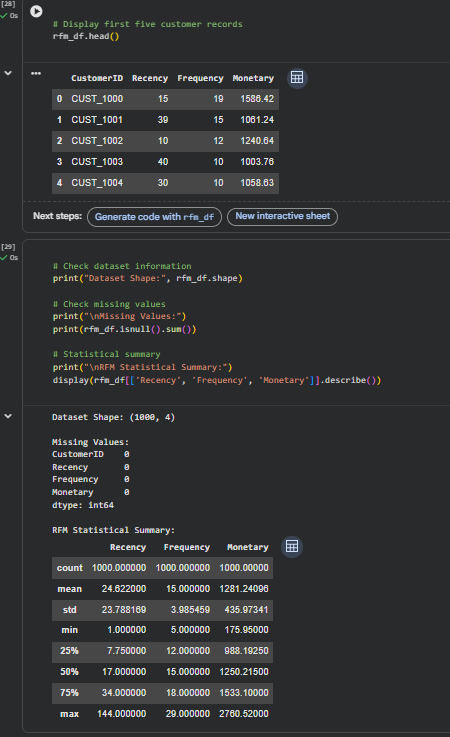 [28]
0s
# Display first five customer records
rfm_df.head()
CustomerID Recency Frequency Monetary
0 CUST_1000 15 19 1586.42
1 CUST_1001 39 15 1061.24
2 CUST_1002 10 12 1240.64
3 CUST_1003 40 10 1003.76
4 CUST_1004 30 10 1058.63
Next steps: Generate code with rfm_df New interactive sheet
[29]
0s
# Check dataset information
print("Dataset Shape:", rfm_df.shape)
# Check missing values
print("\nMissing Values:")
print(rfm_df.isnull().sum())
# Statistical summary
print("\nRFM Statistical Summary:")
display(rfm_df[['Recency', 'Frequency', 'Monetary']].describe())
Dataset Shape: (1000, 4)
Missing Values:
CustomerID 0
Recency 0
Frequency 0
Monetary 0
dtype: int64
RFM Statistical Summary:
Recency Frequency Monetary
count 1000.000000 1000.000000 1000.00000
mean 24.622000 15.000000 1281.24096
std 23.788169 3.985459 435.97341
min 1.000000 5.000000 175.95000
25% 7.750000 12.000000 988.19250
50% 17.000000 15.000000 1250.21500
75% 34.000000 18.000000 1533.10000
max 144.000000 29.000000 2760.52000